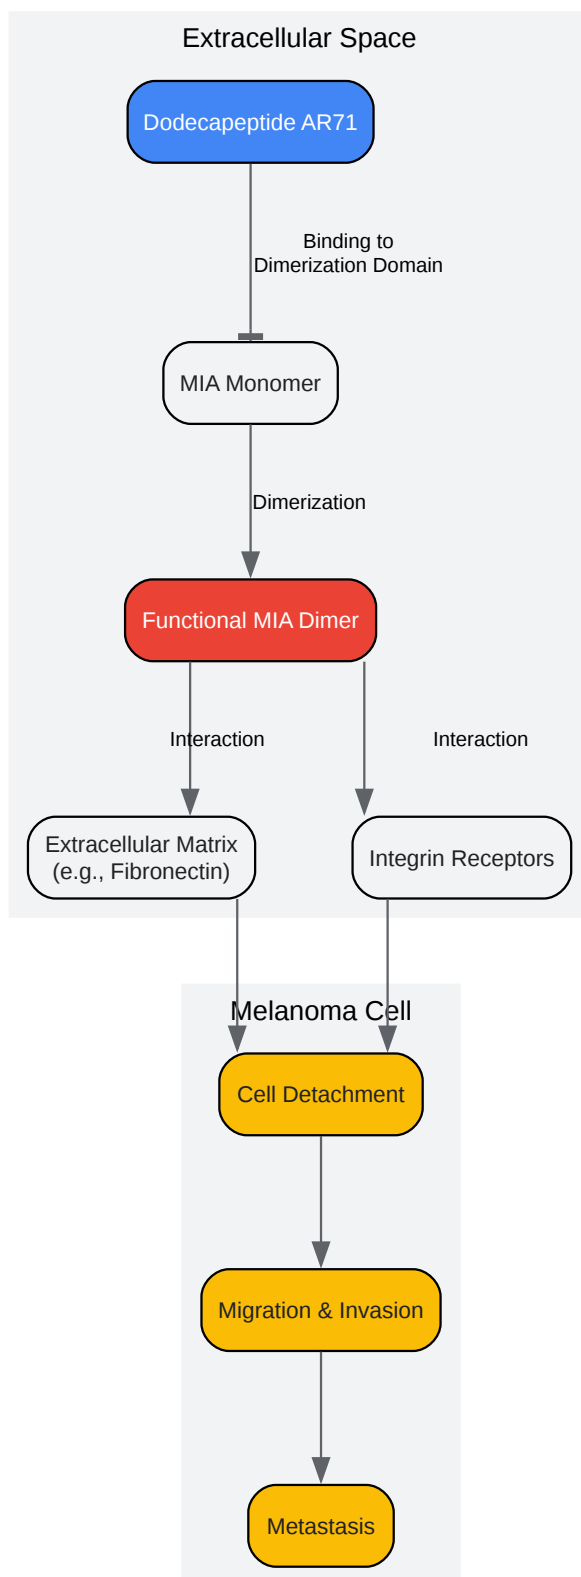 Extracellular Space
Dodecapeptide AR71
Binding to
Dimerization Domain
MIA Monomer
Dimerization
Functional MIA Dimer
Interaction
Interaction
Extracellular Matrix
(e.g., Fibronectin)
Integrin Receptors
Melanoma Cell
Cell Detachment
Migration & Invasion
Metastasis